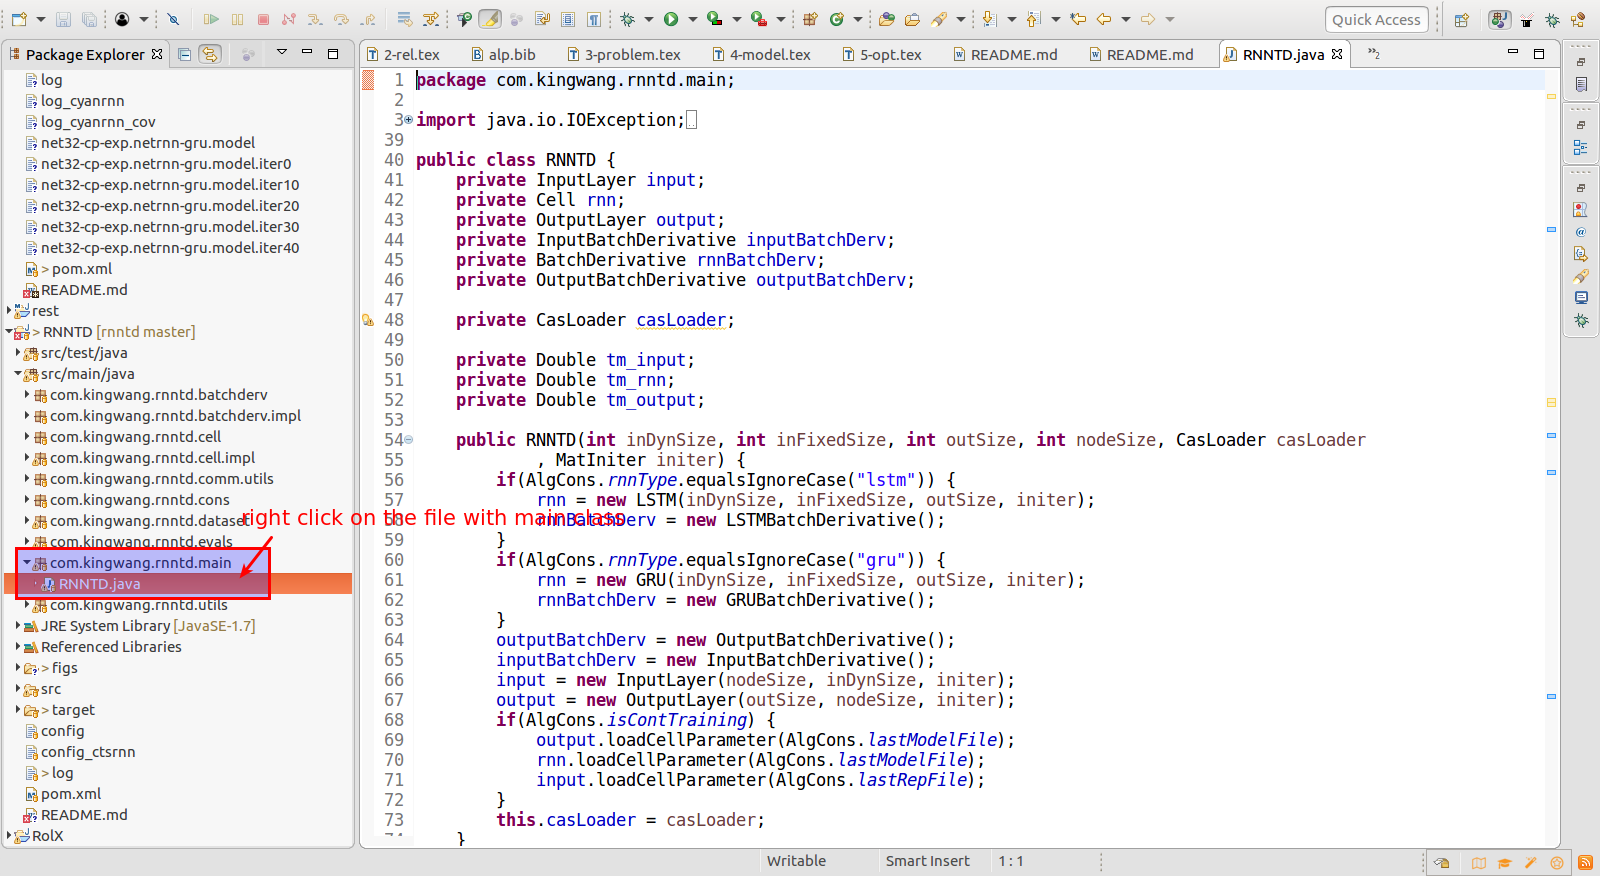 Quick Access
Package Explorer
2-rel.tex
alp.bib
3-problem.tex
4-model.tex
5-opt.tex
README.md
README.md
RNNTD.java
»2
log
log_cyanrnn
log_cyanrnn_cov
net32-cp-exp.netrnn-gru.model
net32-cp-exp.netrnn-gru.model.iter0
net32-cp-exp.netrnn-gru.model.iter10
net32-cp-exp.netrnn-gru.model.iter20
net32-cp-exp.netrnn-gru.model.iter30
net32-cp-exp.netrnn-gru.model.iter40
> pom.xml
README.md
rest
> RNNTD [rnntd master]
src/test/java
src/main/java
com.kingwang.rnntd.batchderv
com.kingwang.rnntd.batchderv.impl
com.kingwang.rnntd.cell
com.kingwang.rnntd.cell.impl
com.kingwang.rnntd.comm.utils
com.kingwang.rnntd.cons
com.kingwang.rnntd.dataset
com.kingwang.rnntd.evals
com.kingwang.rnntd.main
RNNTD.java
com.kingwang.rnntd.utils
JRE System Library [JavaSE-1.7]
Referenced Libraries
> figs
src
> target
config
config_ctsrnn
> log
pom.xml
README.md
RolX
right click on the file with main class
1 package com.kingwang.rnntd.main;
2
3 import java.io.IOException;
39
40 public class RNNTD {
41 private InputLayer input;
42 private Cell rnn;
43 private OutputLayer output;
44 private InputBatchDerivative inputBatchDerv;
45 private BatchDerivative rnnBatchDerv;
46 private OutputBatchDerivative outputBatchDerv;
47
48 private CasLoader casLoader;
49
50 private Double tm_input;
51 private Double tm_rnn;
52 private Double tm_output;
53
54 public RNNTD(int inDynSize, int inFixedSize, int outSize, int nodeSize, CasLoader casLoader
55 , MatIniter initer) {
56 if(AlgCons.rnnType.equalsIgnoreCase("lstm")) {
57 rnn = new LSTM(inDynSize, inFixedSize, outSize, initer);
58 rnnBatchDerv = new LSTMBatchDerivative();
59 }
60 if(AlgCons.rnnType.equalsIgnoreCase("gru")) {
61 rnn = new GRU(inDynSize, inFixedSize, outSize, initer);
62 rnnBatchDerv = new GRUBatchDerivative();
63 }
64 outputBatchDerv = new OutputBatchDerivative();
65 inputBatchDerv = new InputBatchDerivative();
66 input = new InputLayer(nodeSize, inDynSize, initer);
67 output = new OutputLayer(outSize, nodeSize, initer);
68 if(AlgCons.isContTraining) {
69 output.loadCellParameter(AlgCons.lastModelFile);
70 rnn.loadCellParameter(AlgCons.lastModelFile);
71 input.loadCellParameter(AlgCons.lastRepFile);
72 }
73 this.casLoader = casLoader;
74 }
Writable
Smart Insert
1 : 1